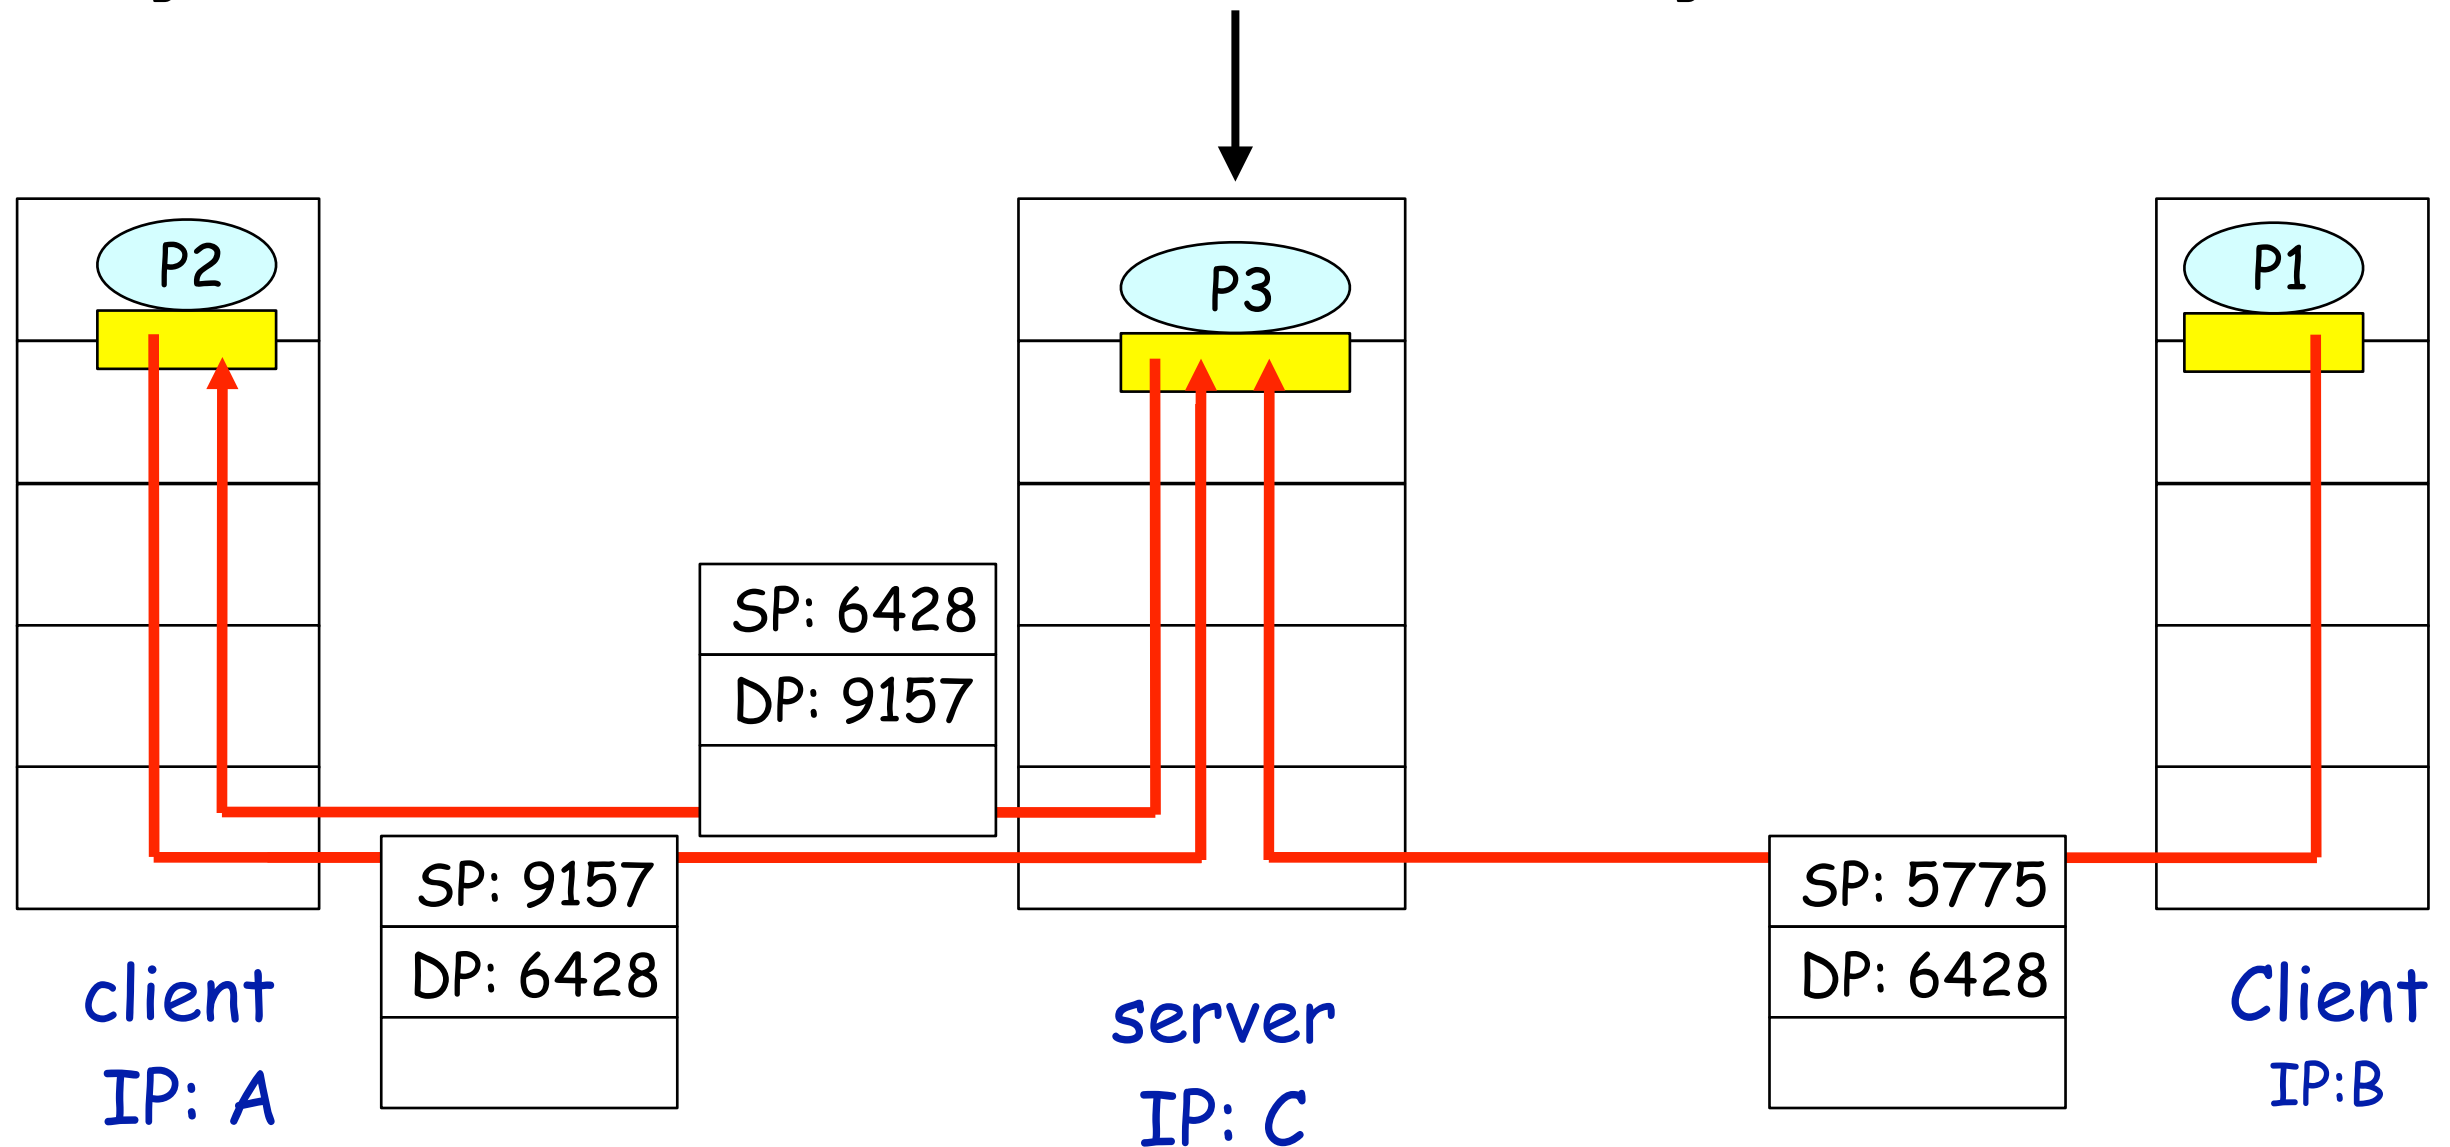 P2
P3
P1
SP: 6428
DP: 9157
SP: 9157
DP: 6428
SP: 5775
DP: 6428
client
IP: A
server
IP: C
Client
IP:B